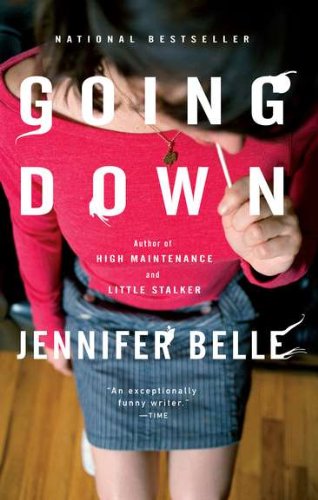 NATIONAL BESTSELLER
GOING
DOWN
Author of
HIGH MAINTENANCE
and
LITTLE STALKER
JENNIFER BELLE
"An exceptionally
funny writer."
—TIME